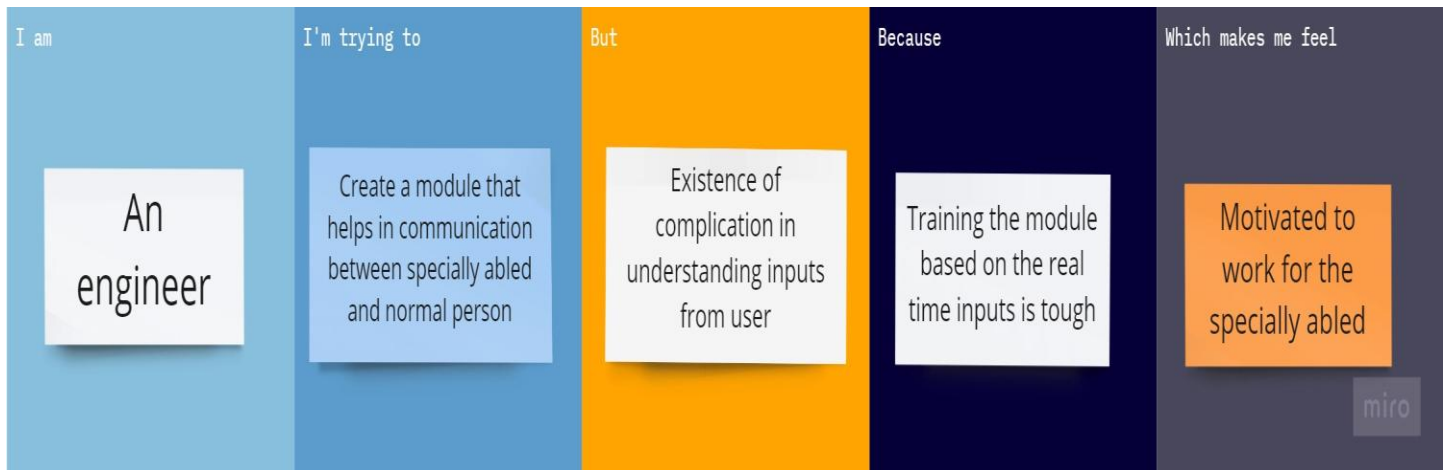 I am
An
engineer
I'm trying to
Create a module that
helps in communication
between specially abled
and normal person
But
Existence of
complication in
understanding inputs
from user
Because
Training the module
based on the real
time inputs is tough
Which makes me feel
Motivated to
work for the
specially abled
miro